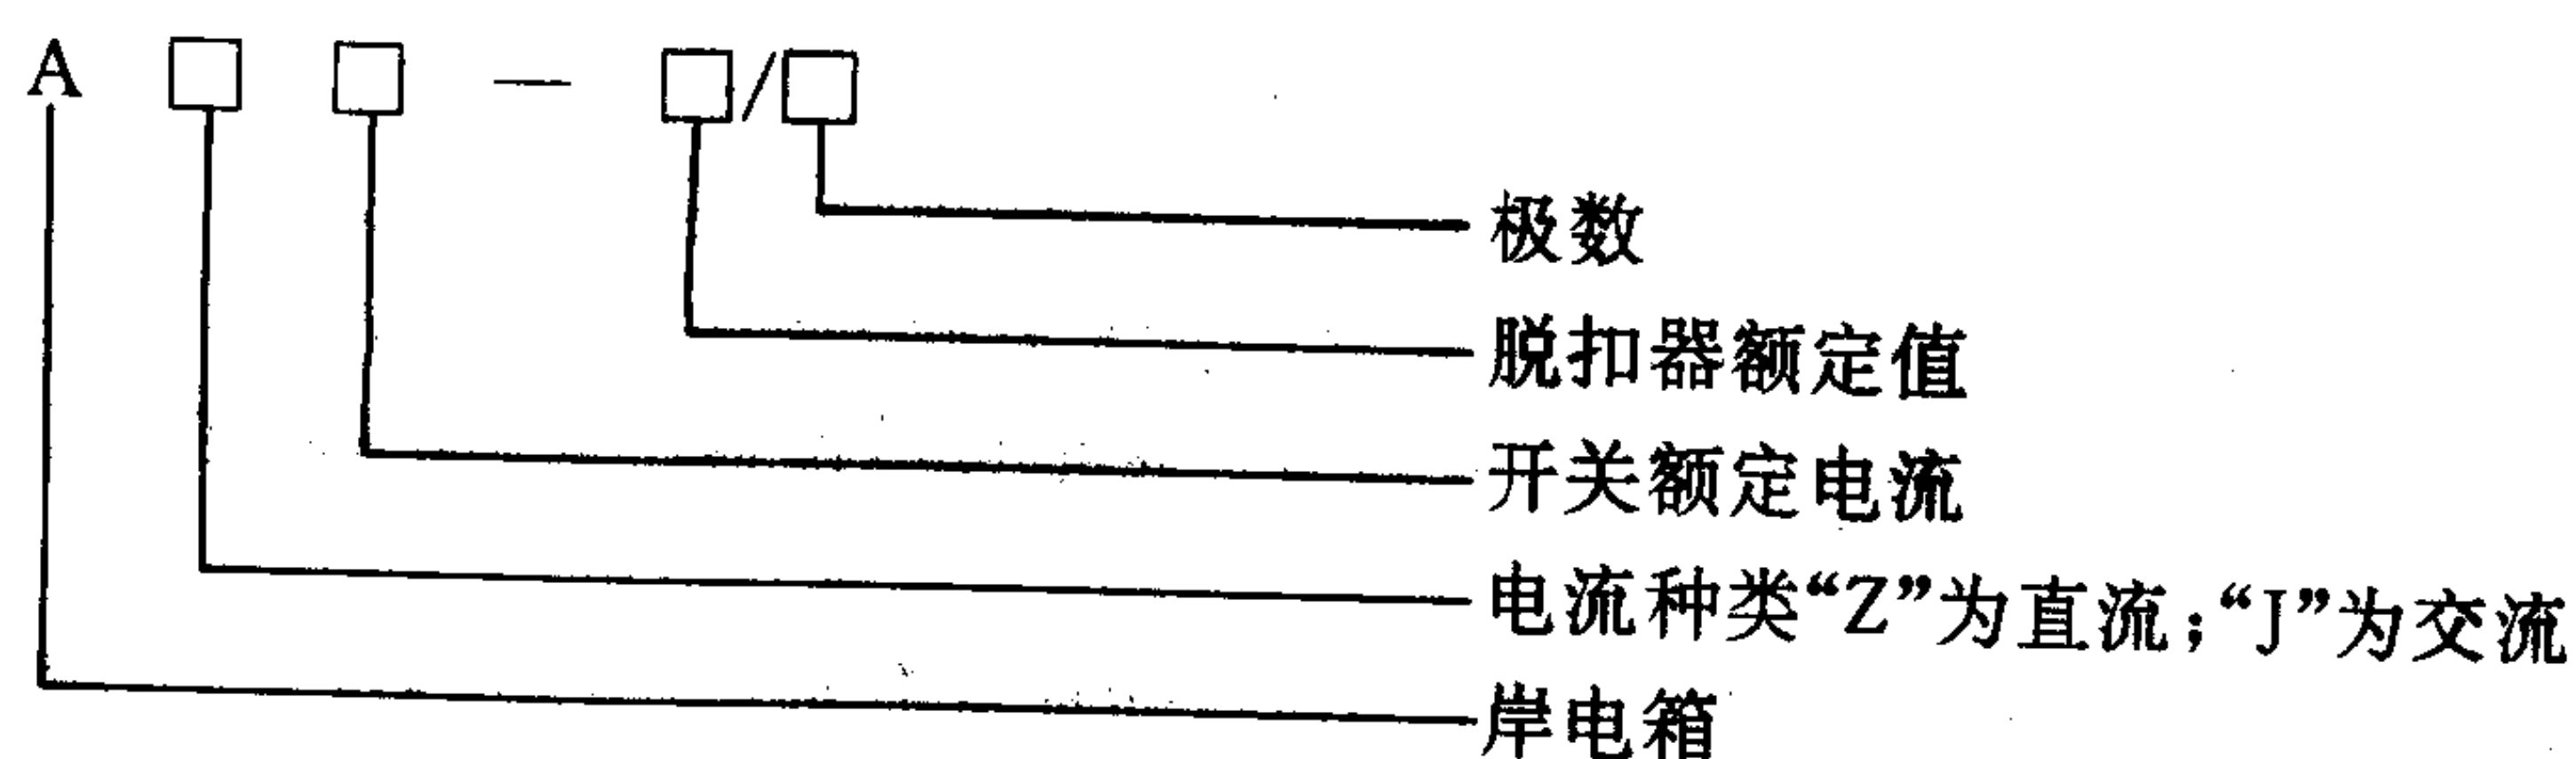 A □ □ — □/□
极数
脱扣器额定值
开关额定电流
电流种类“Z”为直流；“J”为交流
岸电箱